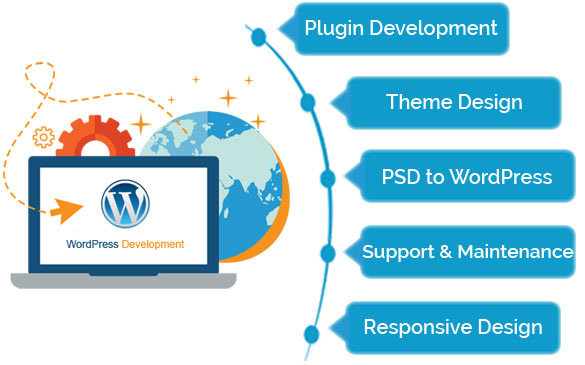 Plugin Development
Theme Design
PSD to WordPress
Support & Maintenance
Responsive Design
W
WordPress Development